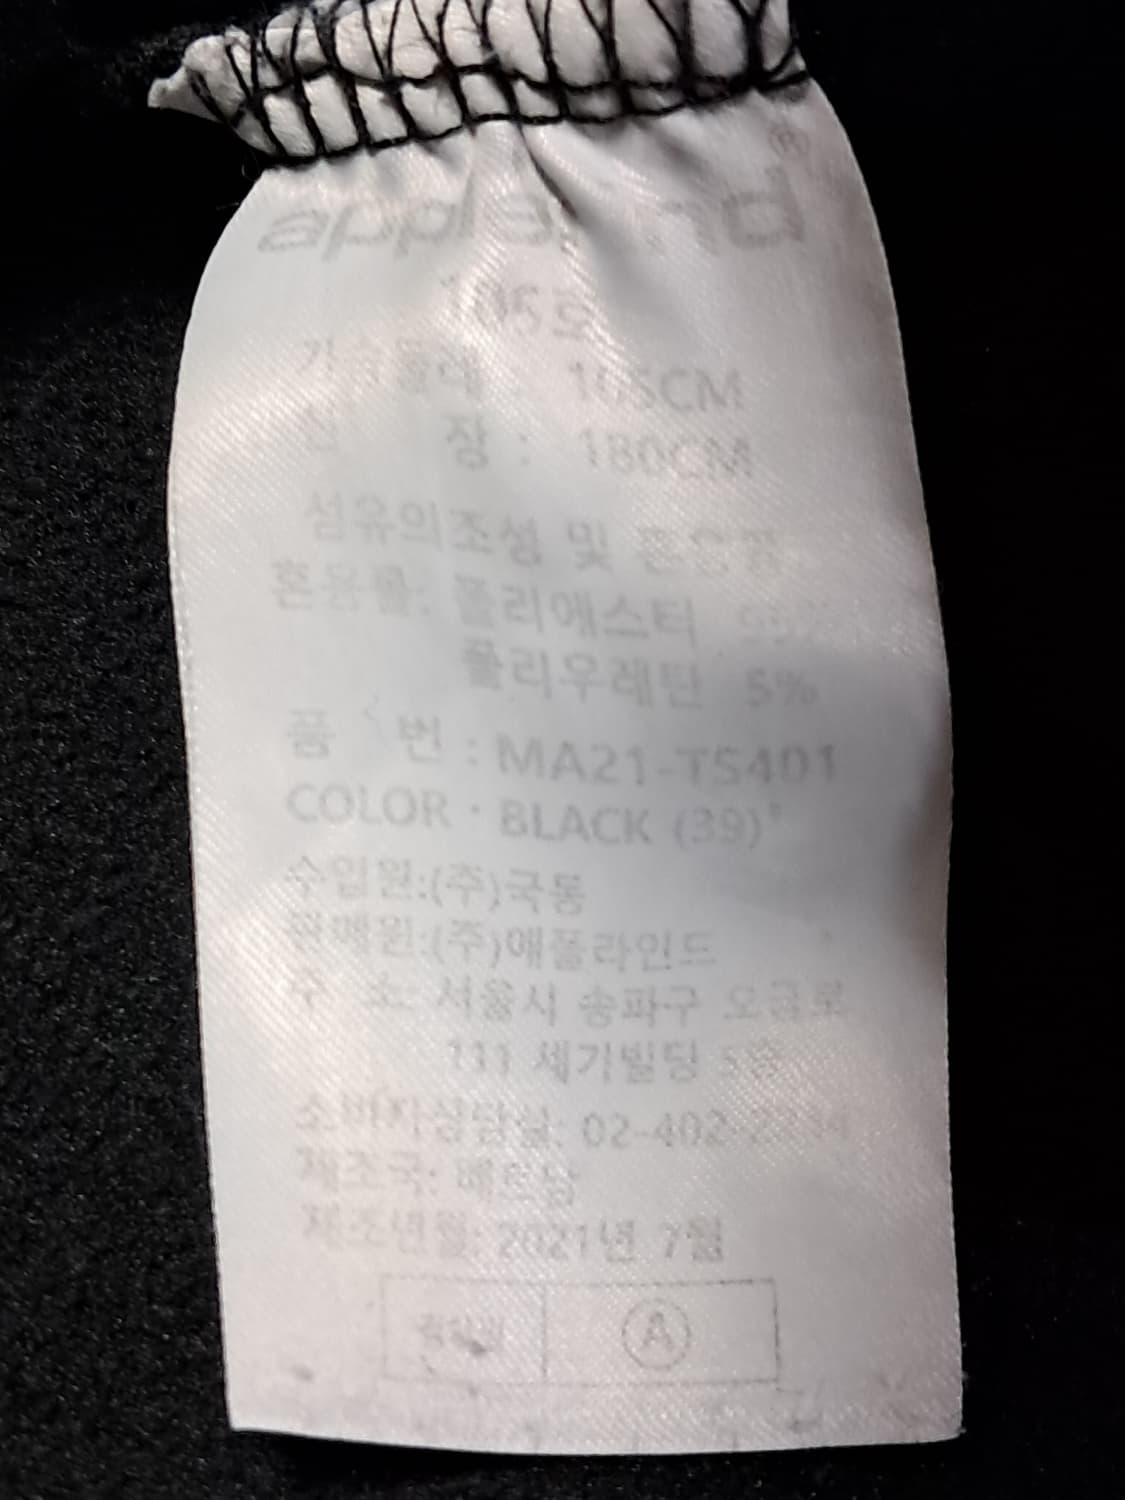 applaind®
105호
가슴둘레 : 105CM
신 장 : 180CM
섬유의조성 및 혼용률
혼용률: 폴리에스터 95%
폴리우레탄 5%
품 번 : MA21-TS401
COLOR : BLACK (39)
수입원:(주)국동
판매원:(주)애플라인드
주 소: 서울시 송파구 오금로
111 세기빌딩 5층
소비자상담실: 02-402
제조국: 베트남
제조년월: 2021년 7월
A